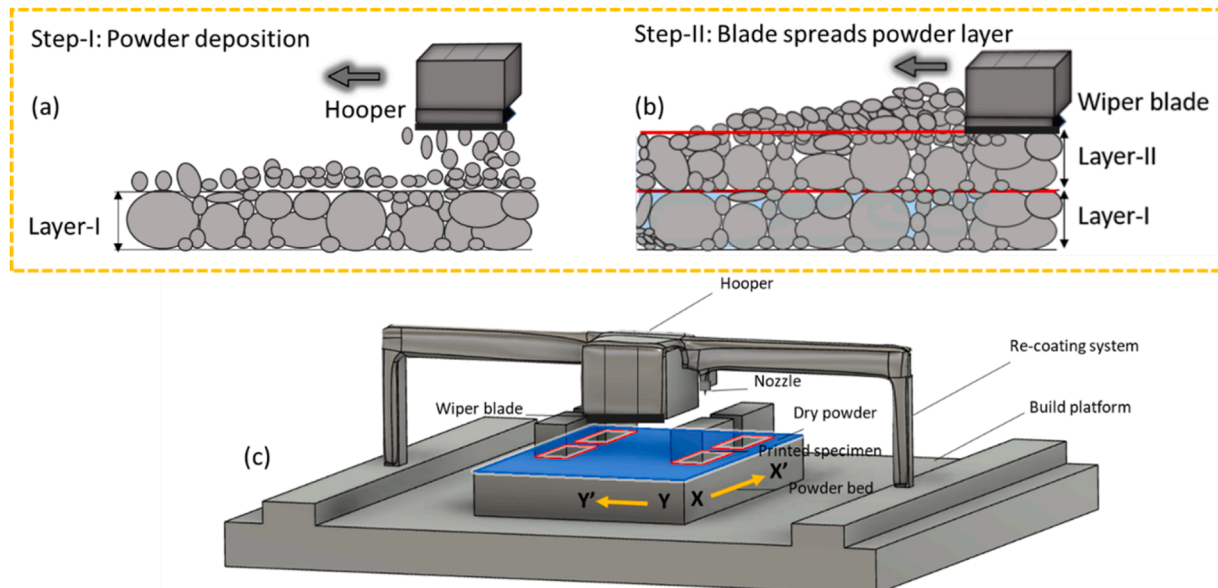 Step-I: Powder deposition
(a)
Hooper
Layer-I
Step-II: Blade spreads powder layer
(b)
Wiper blade
Layer-II
Layer-I
Hooper
Re-coating system
Nozzle
Wiper blade
Dry powder
Build platform
(c)
Printed specimen
X’
Powder bed
Y’
Y
X